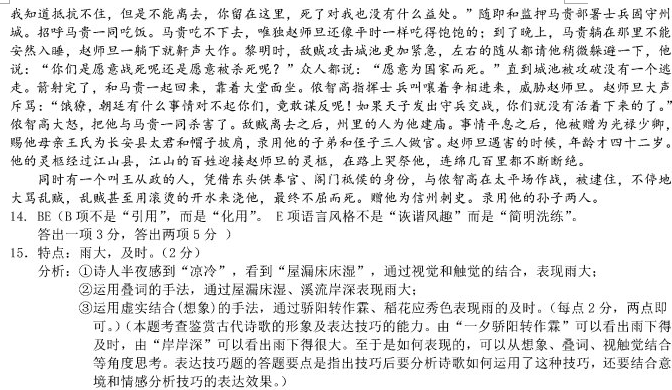 我知道抵抗不住，但是不能离去，你留在这里，死了对我也没有什么益处。”随即和监押马贵部署士兵固守州
城。招呼马贵一同吃饭。马贵吃不下去，唯独赵师旦还像平时一样吃得饱饱的；到了晚上，马贵躺在那里不能
安然入睡，赵师旦一躺下就鼾声大作。黎明时，敌贼攻击城池更加紧急，左右的随从都请他稍微躲避一下，他
说：“你们是愿意战死呢还是愿意被杀死呢？”众人都说：“愿意为国家而死。”直到城池被攻破没有一个逃
走。箭射完了，和马贵一起回来，靠着大堂面坐。侬智高指挥士兵叫嚷着争相进来，威胁赵师旦。赵师旦大声
斥骂：“饿獠，朝廷有什么事情对不起你们，竟敢谋反呢！如果天子发出守兵交战，你们就没有活着下来的了。”
侬智高大怒，把他与马贵一同杀害了。敌贼离去之后，州里的人为他建庙。事情平息之后，他被赠为光禄少卿，
赐他母亲王氏为长安县太君和帽子披肩，录用他的子弟和侄子三人做官。赵师旦遇害的时候，年龄才四十二岁。
他的灵柩经过江山县，江山的百姓迎接赵师旦的灵柩，在路上哭祭他，连绵几百里都不断断绝。
同时有一个叫王从政的人，凭借东头供奉官、閤门祗候的身份，与侬智高在太平场作战，被逮住，不停地
大骂乱贼，乱贼甚至用滚烫的开水来浇他，最终不屈而死。赠他为信州刺史。录用他的孙子两人。
14．BE（B 项不是“引用”，而是“化用”。 E 项语言风格不是“诙谐风趣”而是“简明洗练”。
答出一项 3 分，答出两项 5 分 ）
15．特点：雨大，及时。（2 分）
分析：①诗人半夜感到“凉冷”，看到“屋漏床床湿”，通过视觉和触觉的结合，表现雨大；
②运用叠词的手法，通过屋漏床床、溪流岸深表现雨大；
③运用虚实结合(想象)的手法，通过骄阳转作霖、稻花应秀色表现雨的及时。（每点 2 分，两点即
可。）（本题考查鉴赏古代诗歌的形象及表达技巧的能力。由“一夕骄阳转作霖”可以看出雨下得
及时，由“岸岸深”可以看出雨下得很大。至于是如何表现的，可以从想象、叠词、视触觉结合
等角度思考。表达技巧题的答题要点是指出技巧后要分析诗歌如何运用了这种技巧，还要结合意
境和情感分析技巧的表达效果。）